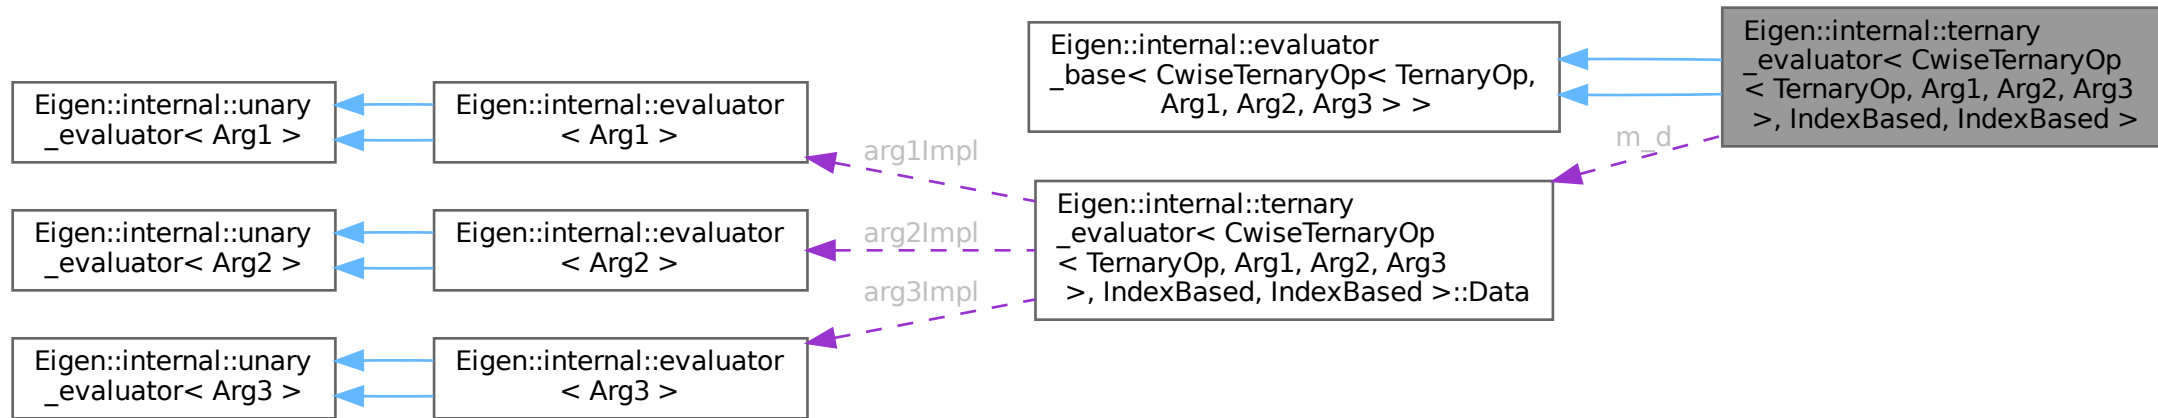 Eigen::internal::unary
_evaluator< Arg1 >
Eigen::internal::evaluator
< Arg1 >
Eigen::internal::unary
_evaluator< Arg2 >
Eigen::internal::evaluator
< Arg2 >
Eigen::internal::unary
_evaluator< Arg3 >
Eigen::internal::evaluator
< Arg3 >
arg1Impl
arg2Impl
arg3Impl
Eigen::internal::evaluator
_base< CwiseTernaryOp< TernaryOp,
Arg1, Arg2, Arg3 > >
Eigen::internal::ternary
_evaluator< CwiseTernaryOp
< TernaryOp, Arg1, Arg2, Arg3
>, IndexBased, IndexBased >::Data
m_d
Eigen::internal::ternary
_evaluator< CwiseTernaryOp
< TernaryOp, Arg1, Arg2, Arg3
>, IndexBased, IndexBased >